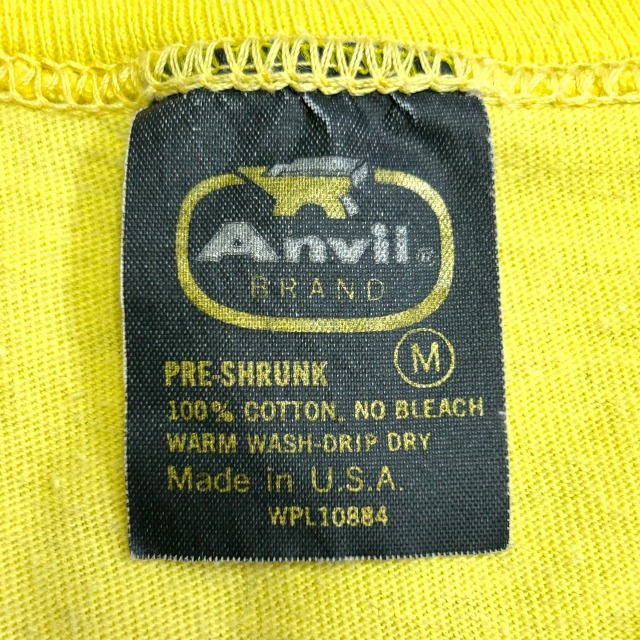 Anvil®
BRAND
M
PRE-SHRUNK
100% COTTON, NO BLEACH
WARM WASH-DRIP DRY
Made in U.S.A.
WPL10884